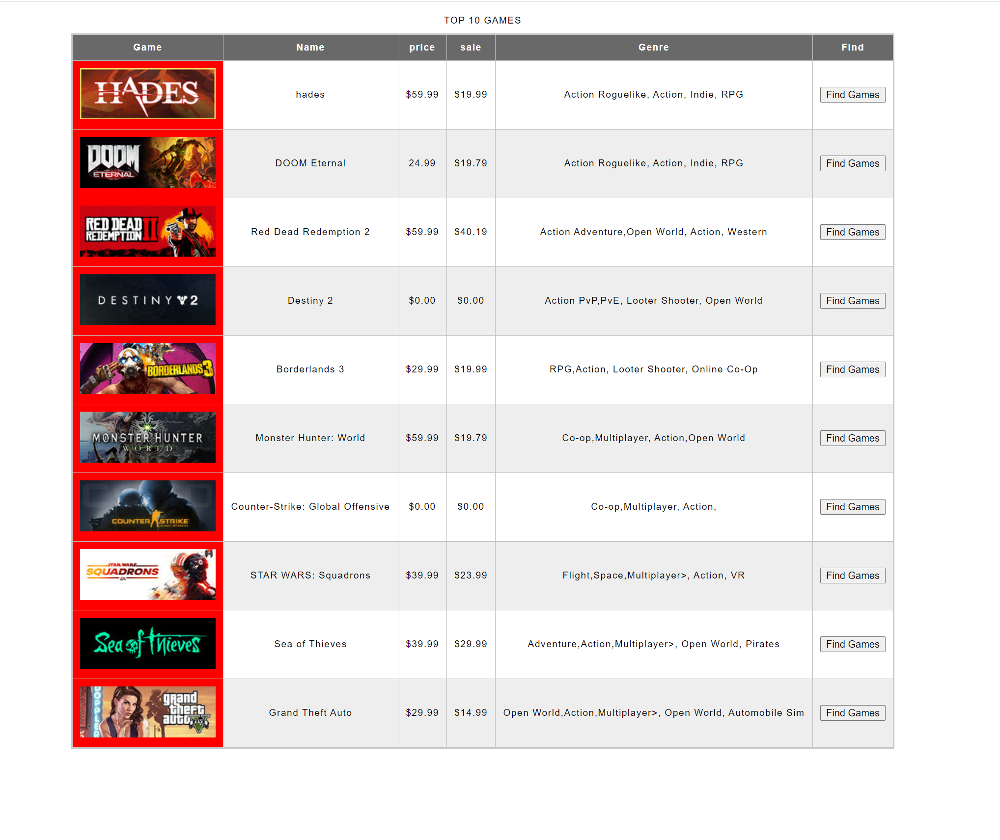 TOP 10 GAMES
Game Name price sale Genre Find
HADES hades $59.99 $19.99 Action Roguelike, Action, Indie, RPG Find Games
DOOM
ETERNAL
DOOM Eternal 24.99 $19.79 Action Roguelike, Action, Indie, RPG Find Games
RED DEAD
REDEMPTION II
Red Dead Redemption 2 $59.99 $40.19 Action Adventure,Open World, Action, Western Find Games
DESTINY 2 Destiny 2 $0.00 $0.00 Action PvP,PvE, Looter Shooter, Open World Find Games
BORDERLANDS 3 Borderlands 3 $29.99 $19.99 RPG,Action, Looter Shooter, Online Co-Op Find Games
MONSTER HUNTER
WORLD
Monster Hunter: World $59.99 $19.79 Co-op,Multiplayer, Action,Open World Find Games
COUNTER STRIKE
GLOBAL OFFENSIVE
Counter-Strike: Global Offensive $0.00 $0.00 Co-op,Multiplayer, Action, Find Games
STAR WARS
SQUADRONS
EA
STAR WARS: Squadrons $39.99 $23.99 Flight,Space,Multiplayer>, Action, VR Find Games
Sea of Thieves Sea of Thieves $39.99 $29.99 Adventure,Action,Multiplayer>, Open World, Pirates Find Games
grand
theft
auto V
Grand Theft Auto $29.99 $14.99 Open World,Action,Multiplayer>, Open World, Automobile Sim Find Games